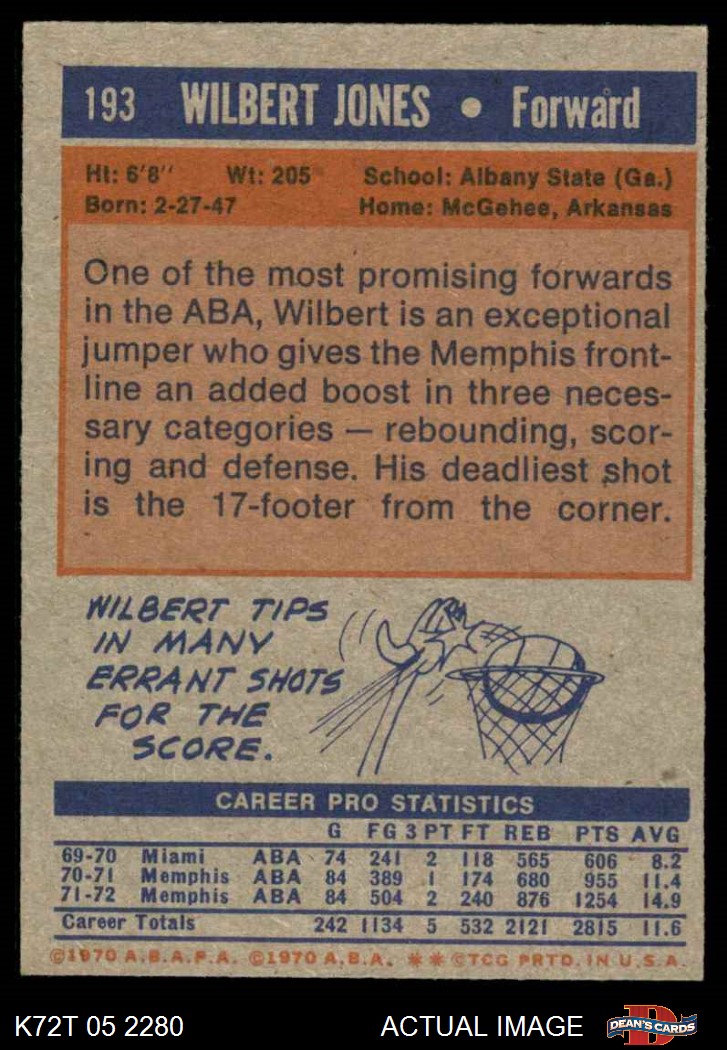 193 WILBERT JONES • Forward
Ht: 6'8" Wt: 205 School: Albany State (Ga.)
Born: 2-27-47 Home: McGehee, Arkansas
One of the most promising forwards
in the ABA, Wilbert is an exceptional
jumper who gives the Memphis front-
line an added boost in three neces-
sary categories — rebounding, scor-
ing and defense. His deadliest shot
is the 17-footer from the corner.
WILBERT TIPS
IN MANY
ERRANT SHOTS
FOR THE
SCORE.
CAREER PRO STATISTICS
G FG 3 PT FT REB PTS AVG
69-70 Miami ABA 74 241 2 118 565 606 8.2
70-71 Memphis ABA 84 389 1 174 680 955 11.4
71-72 Memphis ABA 84 504 2 240 876 1254 14.9
Career Totals 242 1134 5 532 2121 2815 11.6
©1970 A.B.A.P.A. ©1970 A.B.A. ** ©TCG PRTD. IN U.S.A.
K72T 05 2280 ACTUAL IMAGE D DEAN'S CARDS